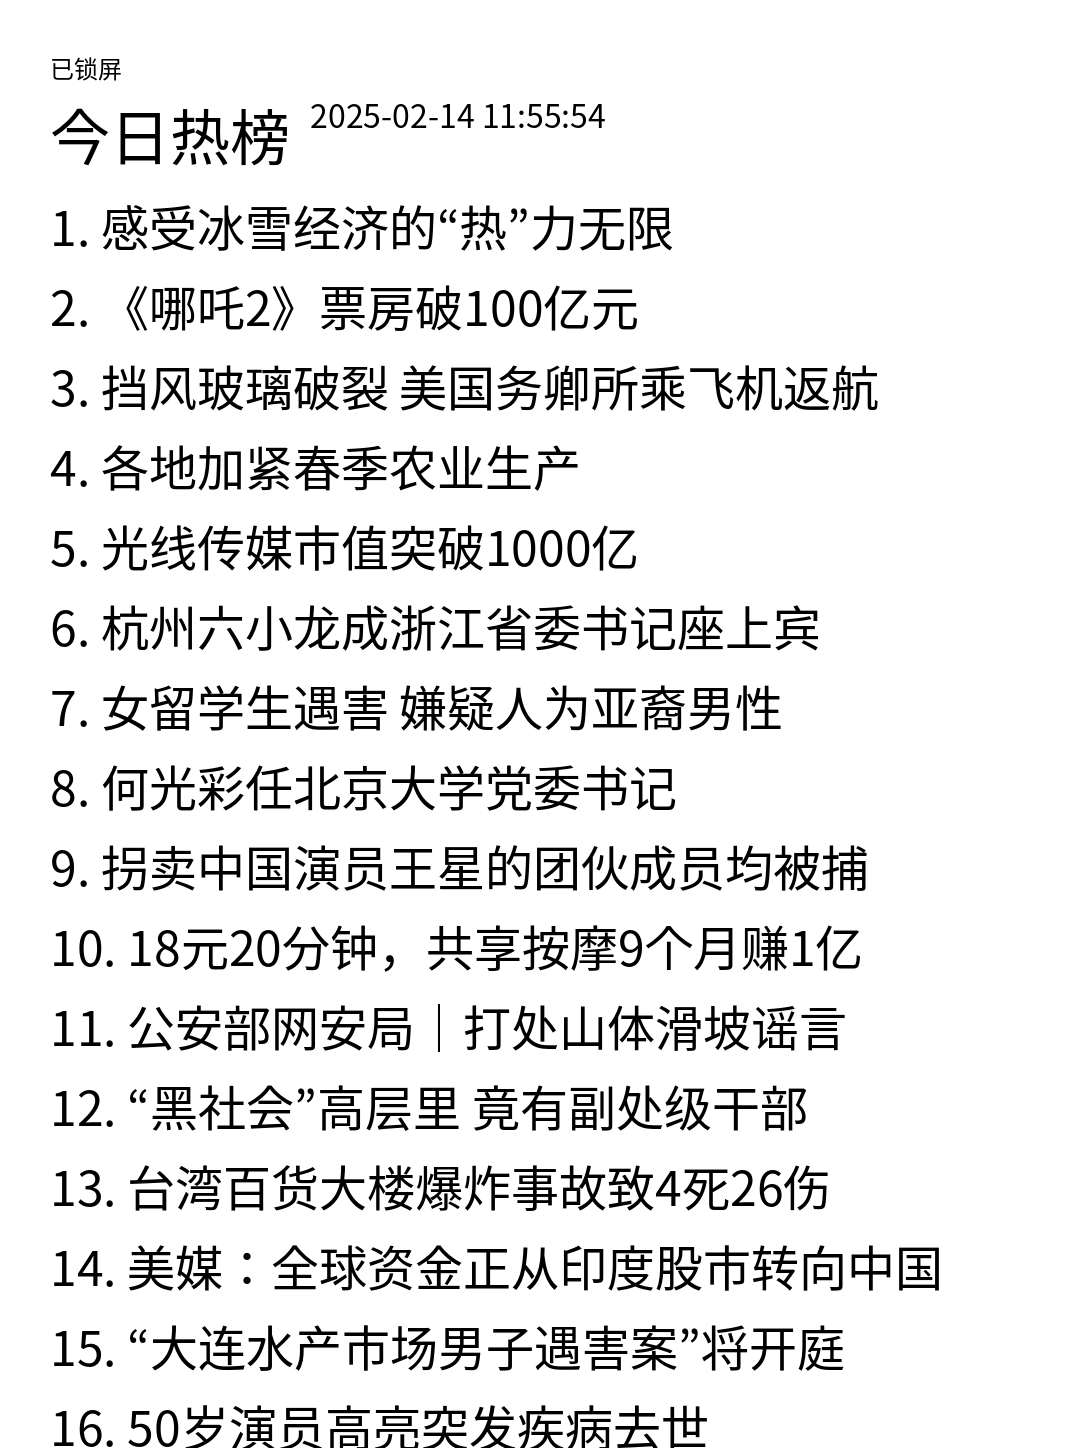 已锁屏
今日热榜 2025-02-14 11:55:54
1. 感受冰雪经济的“热”力无限
2. 《哪吒2》票房破100亿元
3. 挡风玻璃破裂 美国务卿所乘飞机返航
4. 各地加紧春季农业生产
5. 光线传媒市值突破1000亿
6. 杭州六小龙成浙江省委书记座上宾
7. 女留学生遇害 嫌疑人为亚裔男性
8. 何光彩任北京大学党委书记
9. 拐卖中国演员王星的团伙成员均被捕
10. 18元20分钟，共享按摩9个月赚1亿
11. 公安部网安局｜打处山体滑坡谣言
12. “黑社会”高层里 竟有副处级干部
13. 台湾百货大楼爆炸事故致4死26伤
14. 美媒：全球资金正从印度股市转向中国
15. “大连水产市场男子遇害案”将开庭
16. 50岁演员高亮突发疾病去世